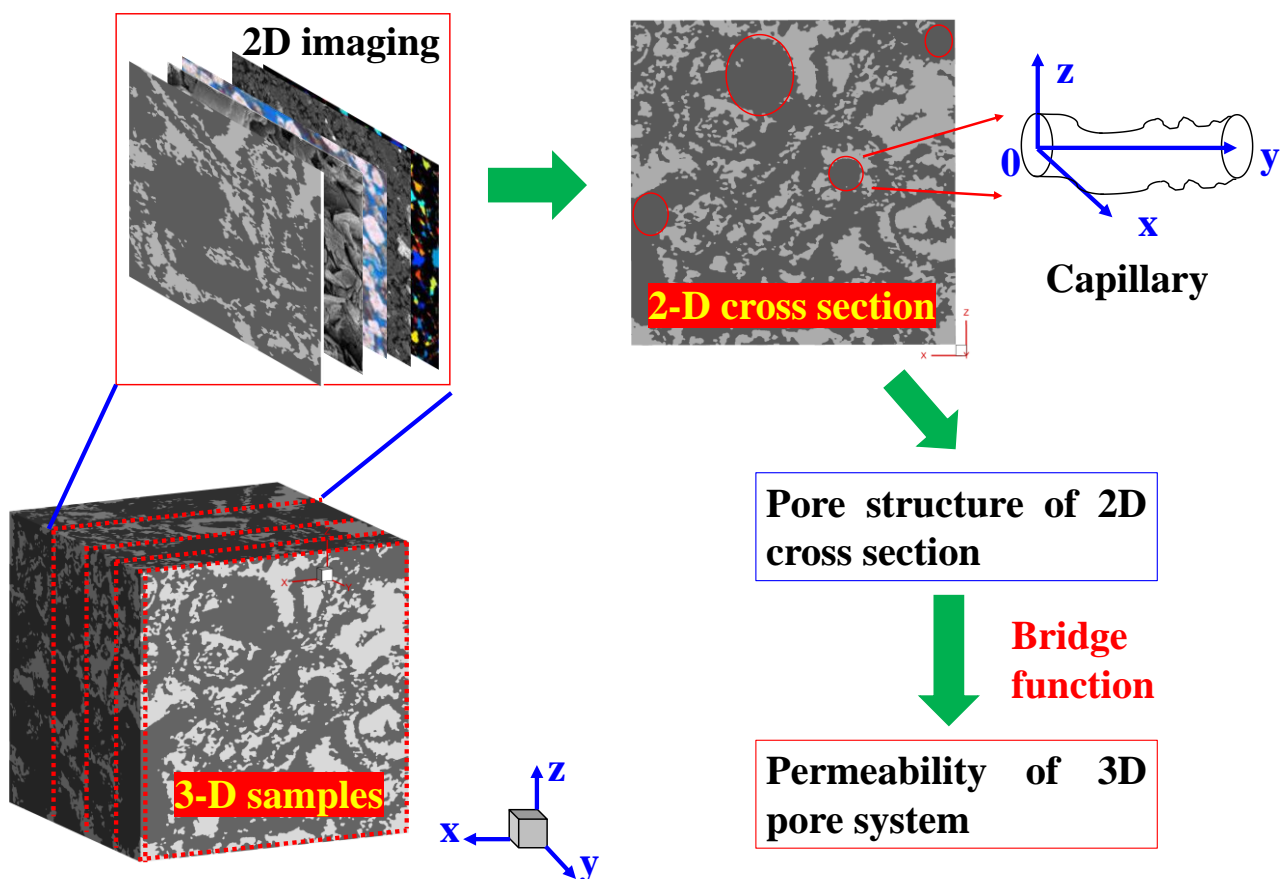 2D imaging
z
0
y
x
Capillary
2-D cross section
z
x
Y
Pore structure of 2D
cross section
Bridge
function
Permeability of 3D
pore system
x
3-D samples
z
x
y